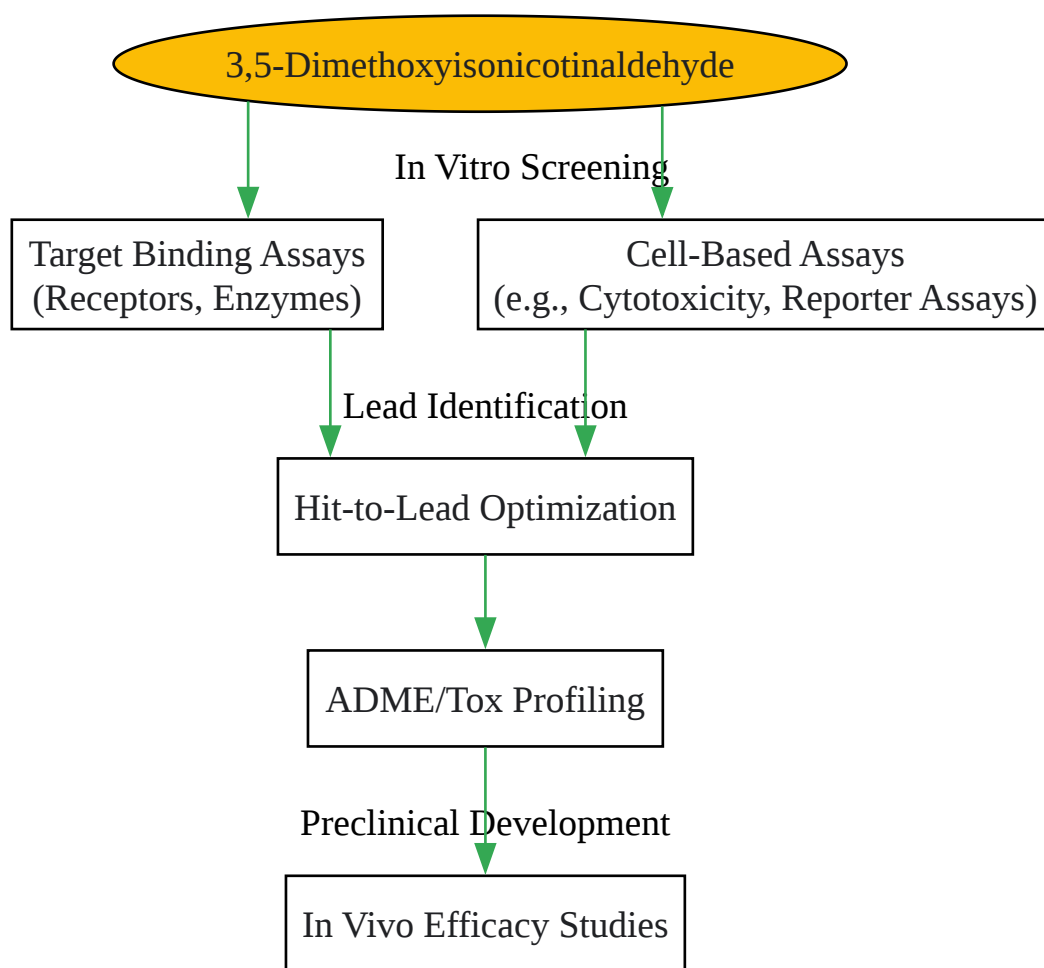 3,5-Dimethoxyisonicotinaldehyde
In Vitro Screening
Target Binding Assays
(Receptors, Enzymes)
Cell-Based Assays
(e.g., Cytotoxicity, Reporter Assays)
Lead Identification
Hit-to-Lead Optimization
ADME/Tox Profiling
Preclinical Development
In Vivo Efficacy Studies